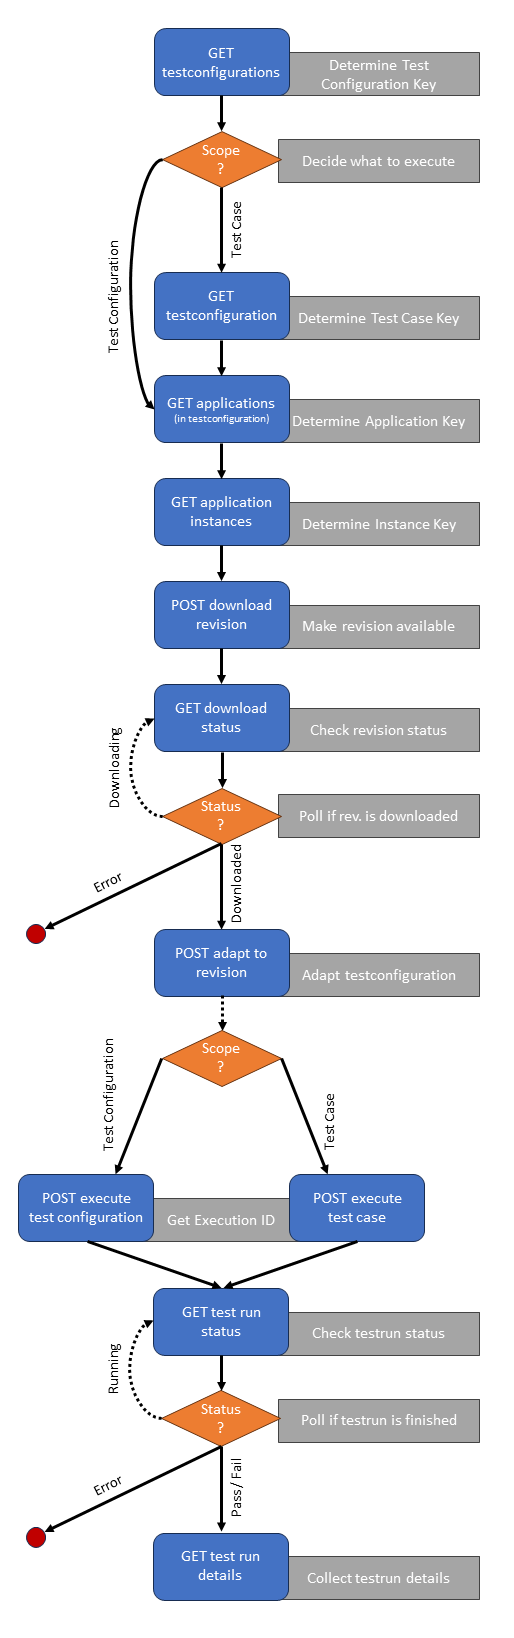 GET
testconfigurations
Determine Test
Configuration Key
Scope
?
Decide what to execute
Test Configuration
Test Case
GET
testconfiguration
Determine Test Case Key
GET applications
(in testconfiguration)
Determine Application Key
GET application
instances
Determine Instance Key
POST download
revision
Make revision available
GET download
status
Check revision status
Downloading
Status
?
Poll if rev. is downloaded
Error
Downloaded
POST adapt to
revision
Adapt testconfiguration
Scope
?
Test Configuration
Test Case
POST execute
test configuration
Get Execution ID
POST execute
test case
GET test run
status
Check testrun status
Running
Status
?
Poll if testrun is finished
Error
Pass/ Fail
GET test run
details
Collect testrun details